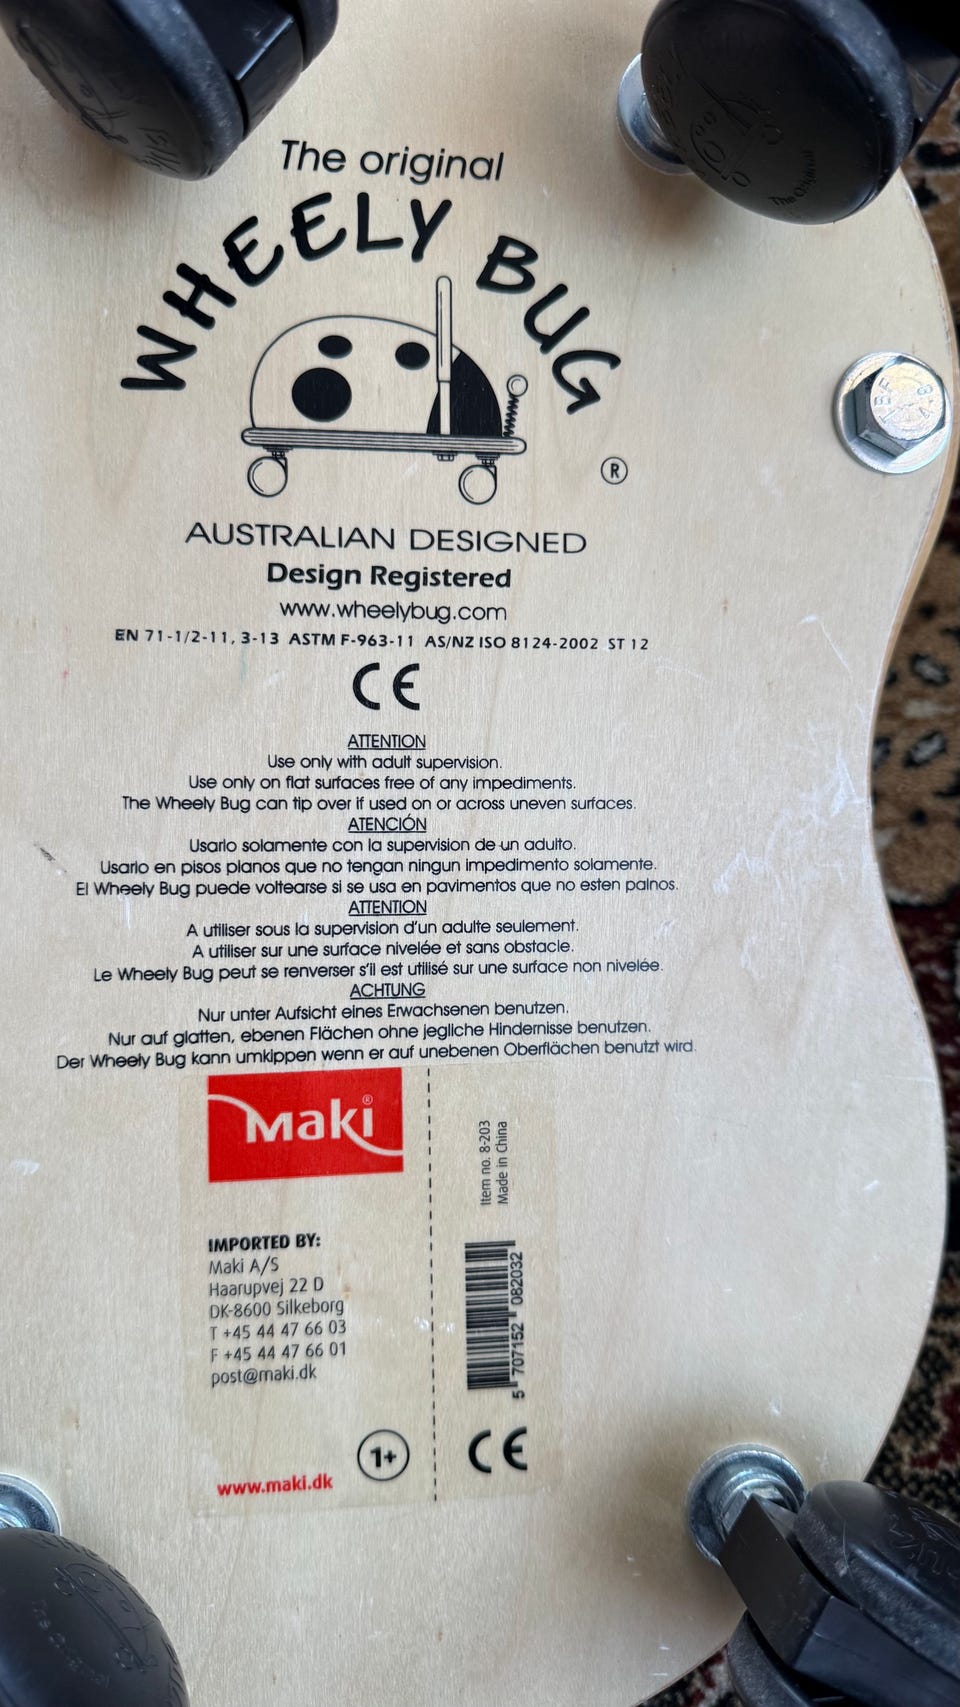 The original
WHEELY BUG
®
AUSTRALIAN DESIGNED
Design Registered
www.wheelybug.com
EN 71-1/2-11, 3-13 ASTM F-963-11 AS/NZ ISO 8124-2002 ST 12
CE
ATTENTION
Use only with adult supervision.
Use only on flat surfaces free of any impediments.
The Wheely Bug can tip over if used on or across uneven surfaces.
ATENCIÓN
Usarlo solamente con la supervision de un adulto.
Usarlo en pisos planos que no tengan ningun impedimento solamente.
El Wheely Bug puede voltearse si se usa en pavimentos que no esten palnos.
ATTENTION
A utiliser sous la supervision d'un adulte seulement.
A utiliser sur une surface nivelée et sans obstacle.
Le Wheely Bug peut se renverser s'il est utilisé sur une surface non nivelée.
ACHTUNG
Nur unter Aufsicht eines Erwachsenen benutzen.
Nur auf glatten, ebenen Flächen ohne jegliche Hindernisse benutzen.
Der Wheely Bug kann umkippen wenn er auf unebenen Oberflächen benutzt wird.
Maki®
IMPORTED BY:
Maki A/S
Haarupvej 22 D
DK-8600 Silkeborg
T +45 44 47 66 03
F +45 44 47 66 01
post@maki.dk
1+
www.maki.dk
Item no. 8-203
Made in China
5 707152 082032
CE
The Original
8.4